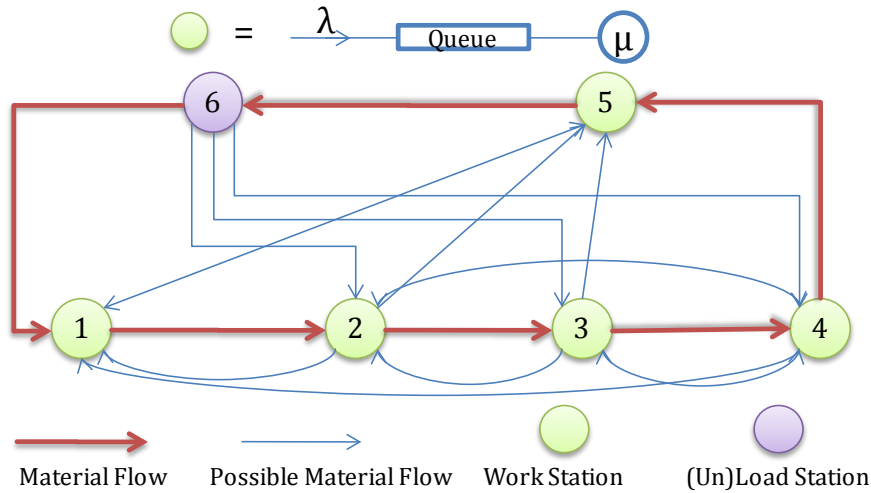 = λ Queue μ
6 5
1 2 3 4
Material Flow Possible Material Flow Work Station (Un)Load Station